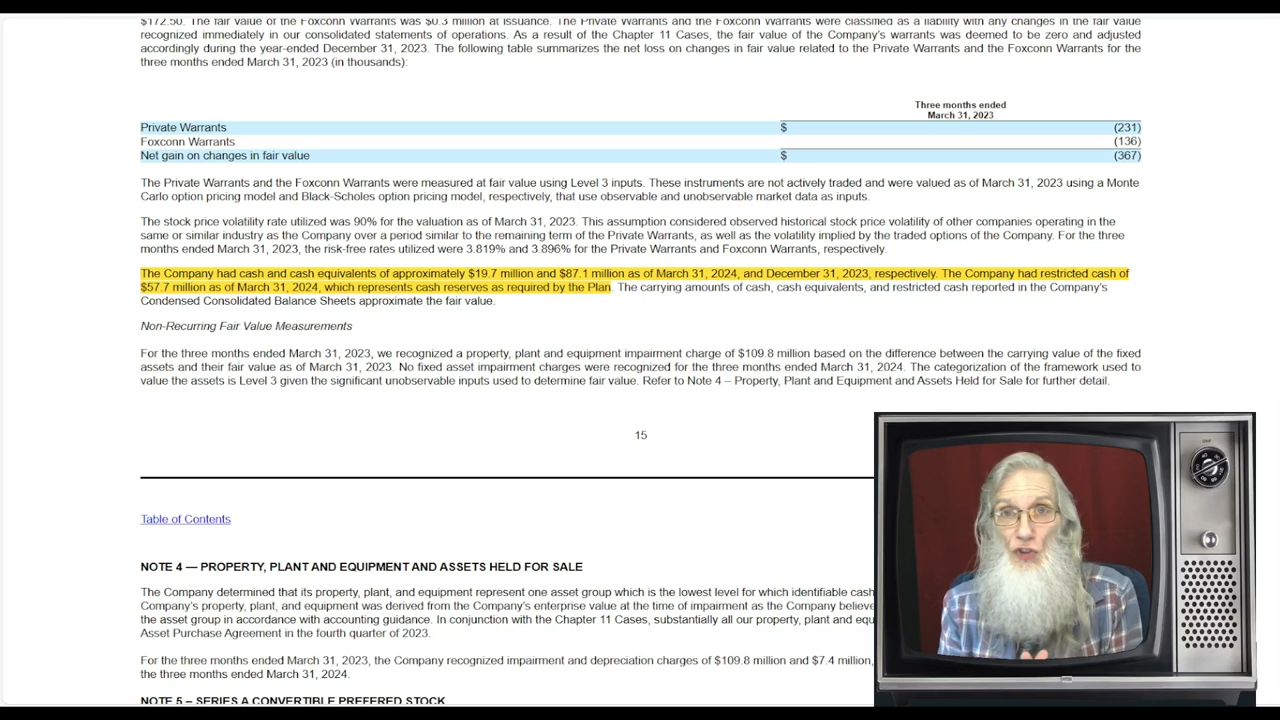 $172.50. The fair value of the Foxconn Warrants was $0.3 million at issuance. The Private Warrants and the Foxconn Warrants were classified as a liability with any changes in the fair value
recognized immediately in our consolidated statements of operations. As a result of the Chapter 11 Cases, the fair value of the Company's warrants was deemed to be zero and adjusted
accordingly during the year-ended December 31, 2023. The following table summarizes the net loss on changes in fair value related to the Private Warrants and the Foxconn Warrants for the
three months ended March 31, 2023 (in thousands):
Three months ended
March 31, 2023
Private Warrants $ (231)
Foxconn Warrants (136)
Net gain on changes in fair value $ (367)
The Private Warrants and the Foxconn Warrants were measured at fair value using Level 3 inputs. These instruments are not actively traded and were valued as of March 31, 2023 using a Monte
Carlo option pricing model and Black-Scholes option pricing model, respectively, that use observable and unobservable market data as inputs.
The stock price volatility rate utilized was 90% for the valuation as of March 31, 2023. This assumption considered observed historical stock price volatility of other companies operating in the
same or similar industry as the Company over a period similar to the remaining term of the Private Warrants, as well as the volatility implied by the traded options of the Company. For the three
months ended March 31, 2023, the risk-free rates utilized were 3.819% and 3.896% for the Private Warrants and Foxconn Warrants, respectively.
The Company had cash and cash equivalents of approximately $19.7 million and $87.1 million as of March 31, 2024, and December 31, 2023, respectively. The Company had restricted cash of
$57.7 million as of March 31, 2024, which represents cash reserves as required by the Plan. The carrying amounts of cash, cash equivalents, and restricted cash reported in the Company's
Condensed Consolidated Balance Sheets approximate the fair value.
Non-Recurring Fair Value Measurements
For the three months ended March 31, 2023, we recognized a property, plant and equipment impairment charge of $109.8 million based on the difference between the carrying value of the fixed
assets and their fair value as of March 31, 2023. No fixed asset impairment charges were recognized for the three months ended March 31, 2024. The categorization of the framework used to
value the assets is Level 3 given the significant unobservable inputs used to determine fair value. Refer to Note 4 – Property, Plant and Equipment and Assets Held for Sale for further detail.
15
Table of Contents
NOTE 4 — PROPERTY, PLANT AND EQUIPMENT AND ASSETS HELD FOR SALE
The Company determined that its property, plant, and equipment represent one asset group which is the lowest level for which identifiable cash
Company's property, plant, and equipment was derived from the Company's enterprise value at the time of impairment as the Company believe
the asset group in accordance with accounting guidance. In conjunction with the Chapter 11 Cases, substantially all our property, plant and equ
Asset Purchase Agreement in the fourth quarter of 2023.
For the three months ended March 31, 2023, the Company recognized impairment and depreciation charges of $109.8 million and $7.4 million,
the three months ended March 31, 2024.
NOTE 5 – SERIES A CONVERTIBLE PREFERED STOCK